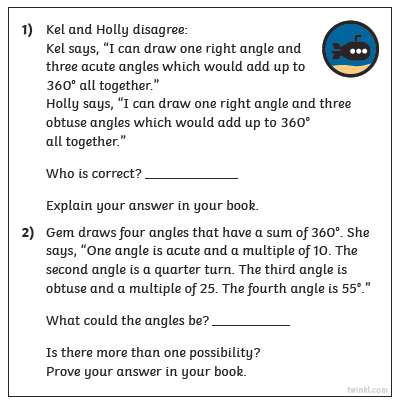 1) Kel and Holly disagree:
Kel says, “I can draw one right angle and
three acute angles which would add up to
360° all together.”
Holly says, “I can draw one right angle and three
obtuse angles which would add up to 360°
all together.”
Who is correct? ______________
Explain your answer in your book.
2) Gem draws four angles that have a sum of 360°. She
says, “One angle is acute and a multiple of 10. The
second angle is a quarter turn. The third angle is
obtuse and a multiple of 25. The fourth angle is 55°.”
What could the angles be? ____________
Is there more than one possibility?
Prove your answer in your book.
twinkl.com